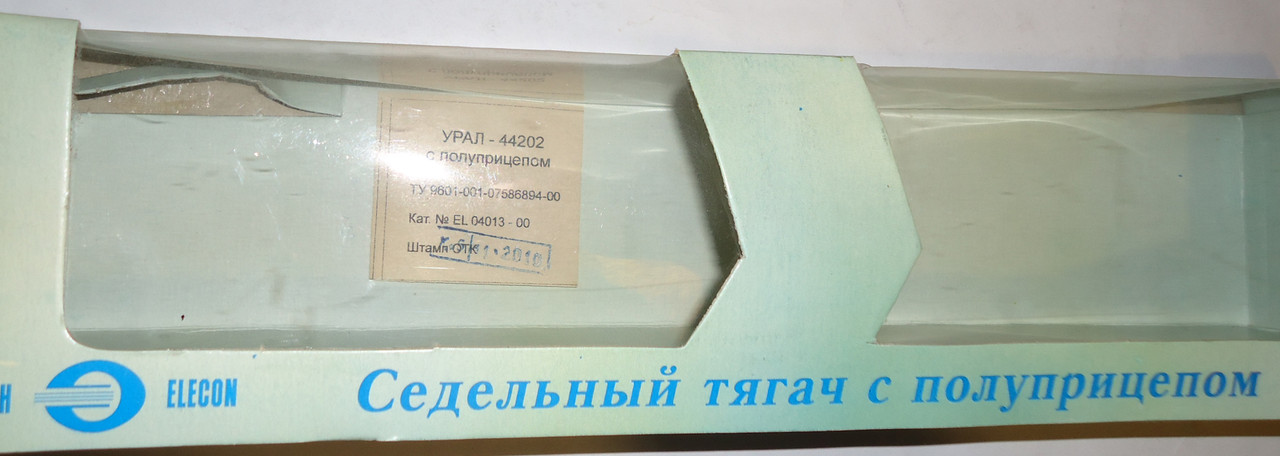 УРАЛ - 44202
с полуприцепом
ТУ 9601-001-07586894-00
Кат. № EL 04013 - 00
Штамп ОТК
2010
Н ELECON Седельный тягач с полуприцепом